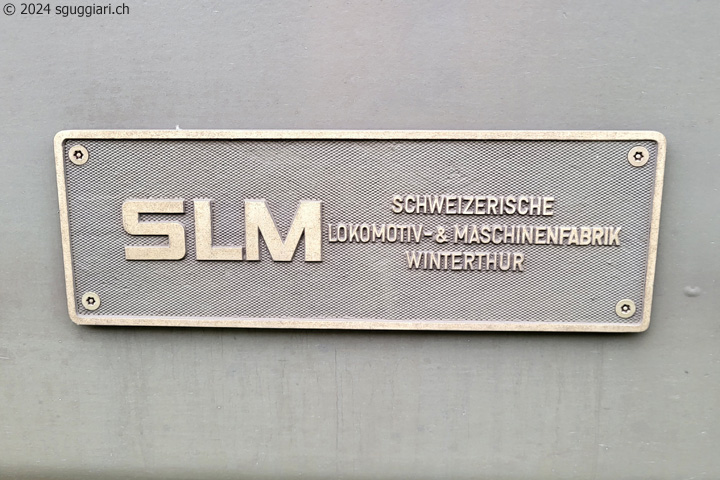 © 2024 sguggiari.ch
SLM
SCHWEIZERISCHE
LOKOMOTIV-& MASCHINENFABRIK
WINTERTHUR